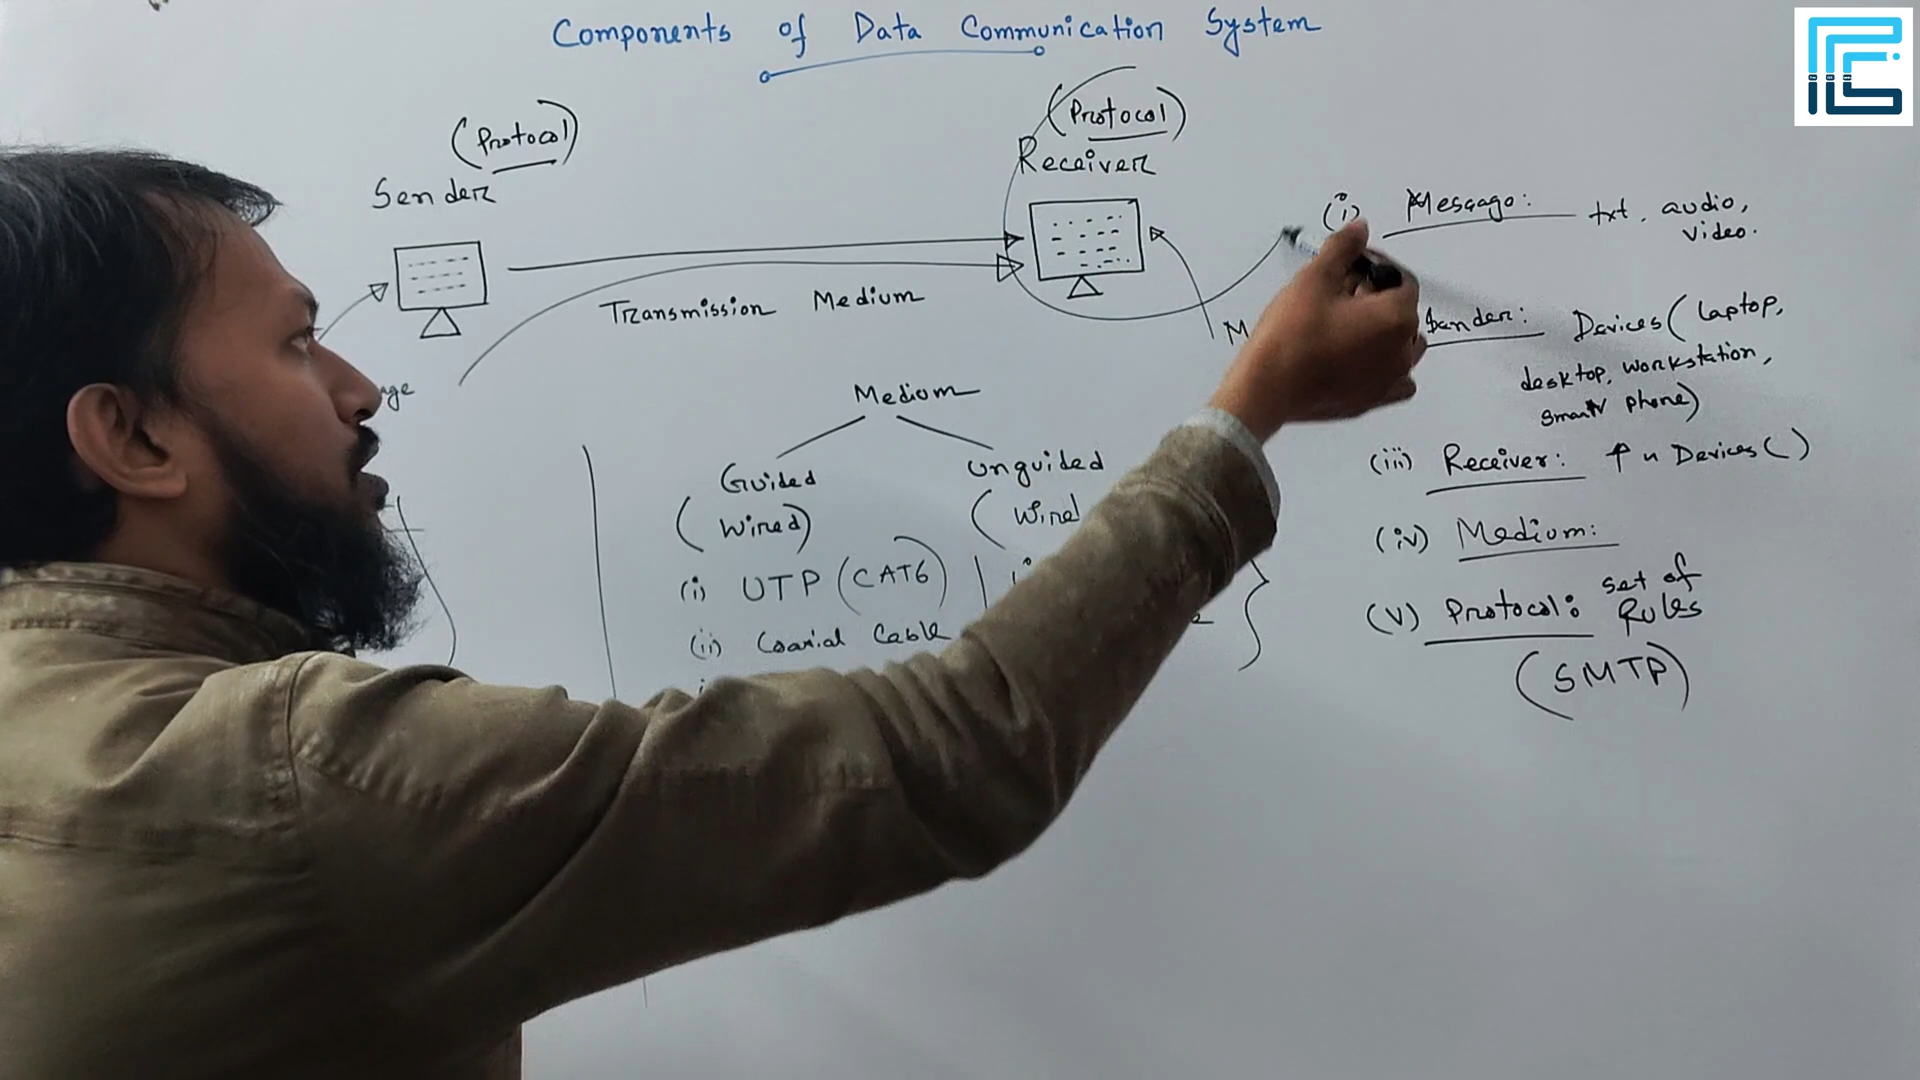 Components of Data Communication System
(Protocol)
Sender
(Protocol)
Receiver
Transmission Medium
Mediom
Guided
(Wired)
(i) UTP (CAT6)
(ii) Coaxial Cable
Unguided
(i) Message: txt, audio,
video.
Sender: Devices (laptop,
desktop, workstation,
smart phone)
(iii) Receiver: ↑ " Devices ( )
(iv) Medium:
(v) Protocol: set of
Rules
(SMTP)